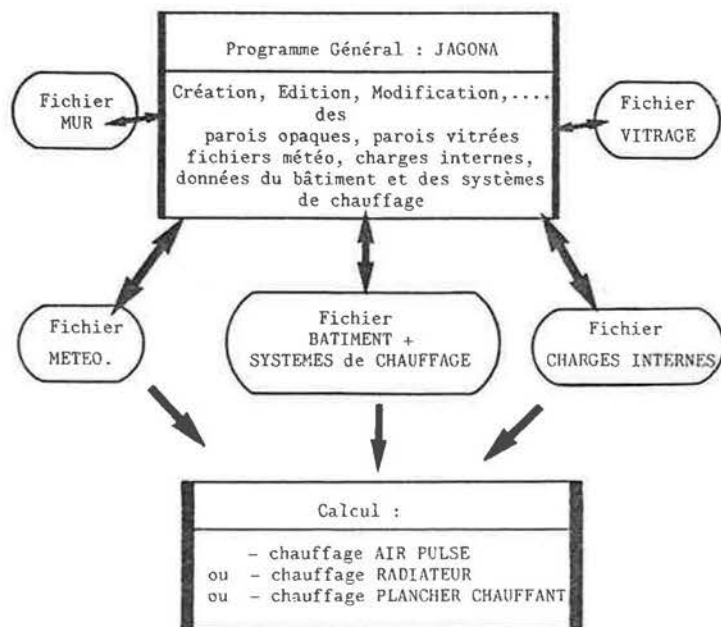 Programme Général : JAGONA
Fichier
MUR
Création, Edition, Modification,....
des
parois opaques, parois vitrées
fichiers météo, charges internes,
données du bâtiment et des systèmes
de chauffage
Fichier
VITRAGE
Fichier
METEO.
Fichier
BATIMENT +
SYSTEMES de CHAUFFAGE
Fichier
CHARGES INTERNES
Calcul :
- chauffage AIR PULSE
ou - chauffage RADIATEUR
ou - chauffage PLANCHER CHAUFFANT